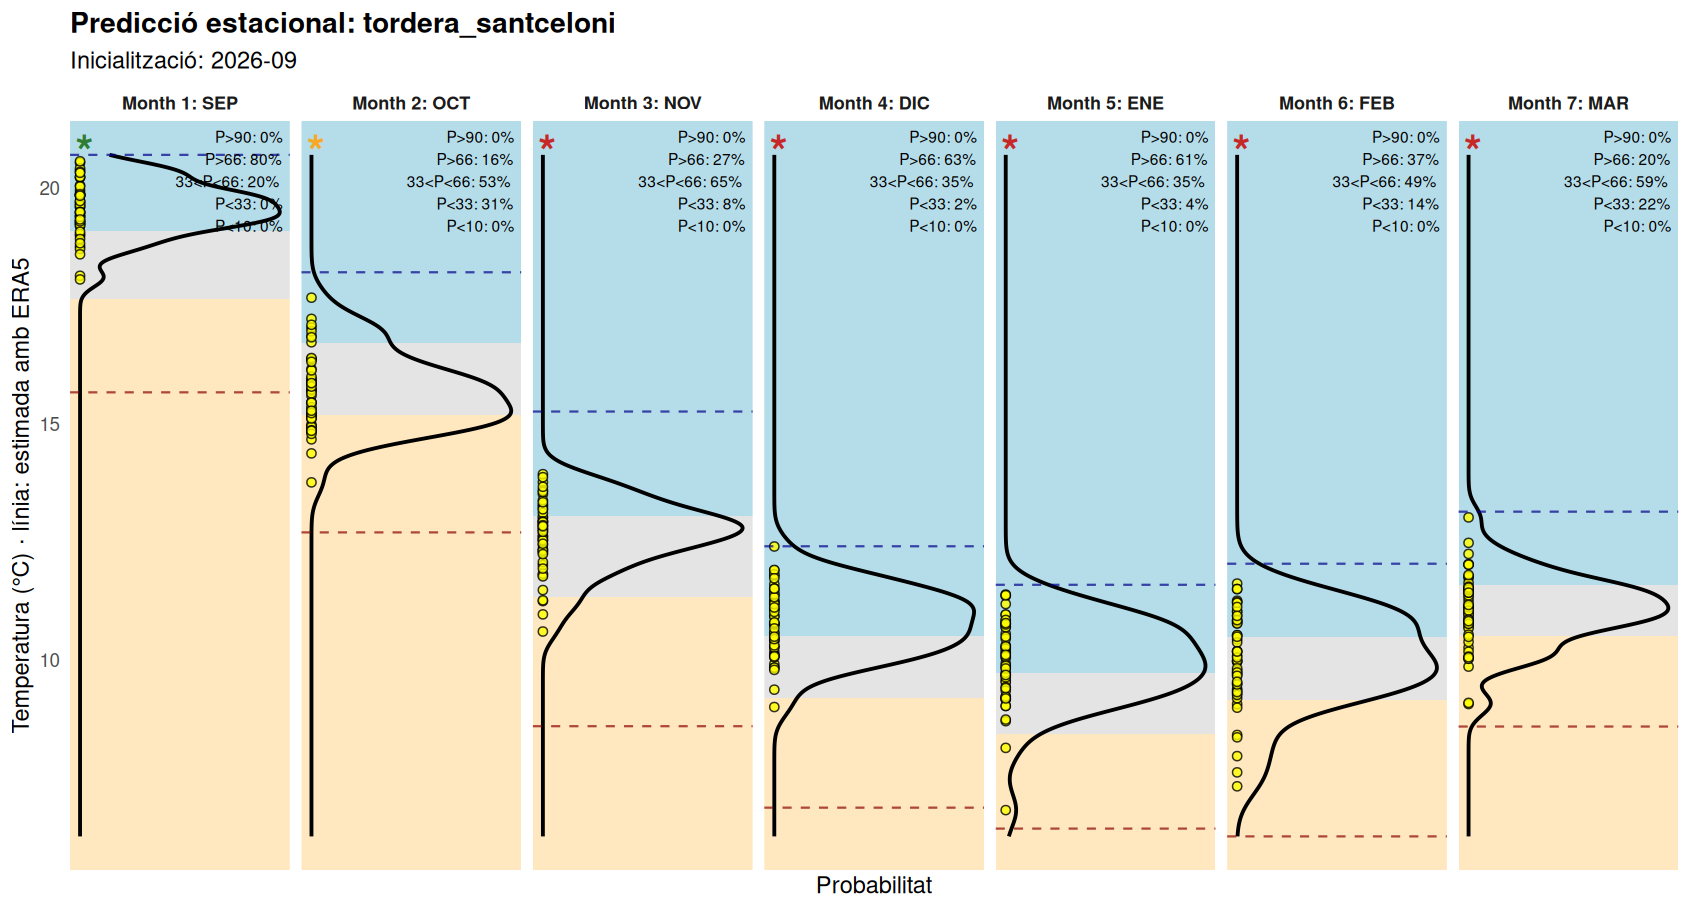 Predicció estacional: tordera_santceloni
Inicialització: 2026-09
Month 1: SEP
Month 2: OCT
Month 3: NOV
Month 4: DIC
Month 5: ENE
Month 6: FEB
Month 7: MAR
*
P>90: 0%
P>66: 80%
33<P<66: 20%
P<33: 0%
P<10: 0%
*
P>90: 0%
P>66: 16%
33<P<66: 53%
P<33: 31%
P<10: 0%
*
P>90: 0%
P>66: 27%
33<P<66: 65%
P<33: 8%
P<10: 0%
*
P>90: 0%
P>66: 63%
33<P<66: 35%
P<33: 2%
P<10: 0%
*
P>90: 0%
P>66: 61%
33<P<66: 35%
P<33: 4%
P<10: 0%
*
P>90: 0%
P>66: 37%
33<P<66: 49%
P<33: 14%
P<10: 0%
*
P>90: 0%
P>66: 20%
33<P<66: 59%
P<33: 22%
P<10: 0%
20
15
10
Temperatura (°C) · línia: estimada amb ERA5
Probabilitat